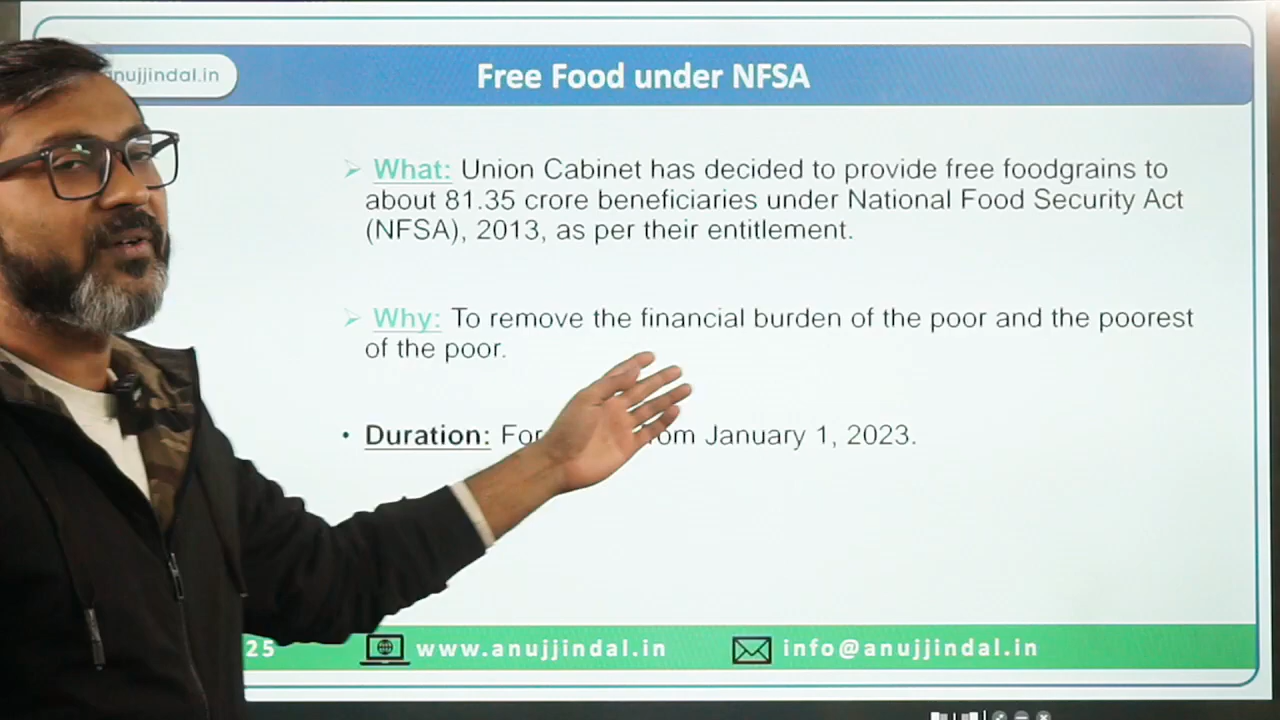 anujjindal.in
Free Food under NFSA
➢ What: Union Cabinet has decided to provide free foodgrains to
about 81.35 crore beneficiaries under National Food Security Act
(NFSA), 2013, as per their entitlement.
➢ Why: To remove the financial burden of the poor and the poorest
of the poor.
• Duration: For January 1, 2023.
25 www.anujjindal.in info@anujjindal.in